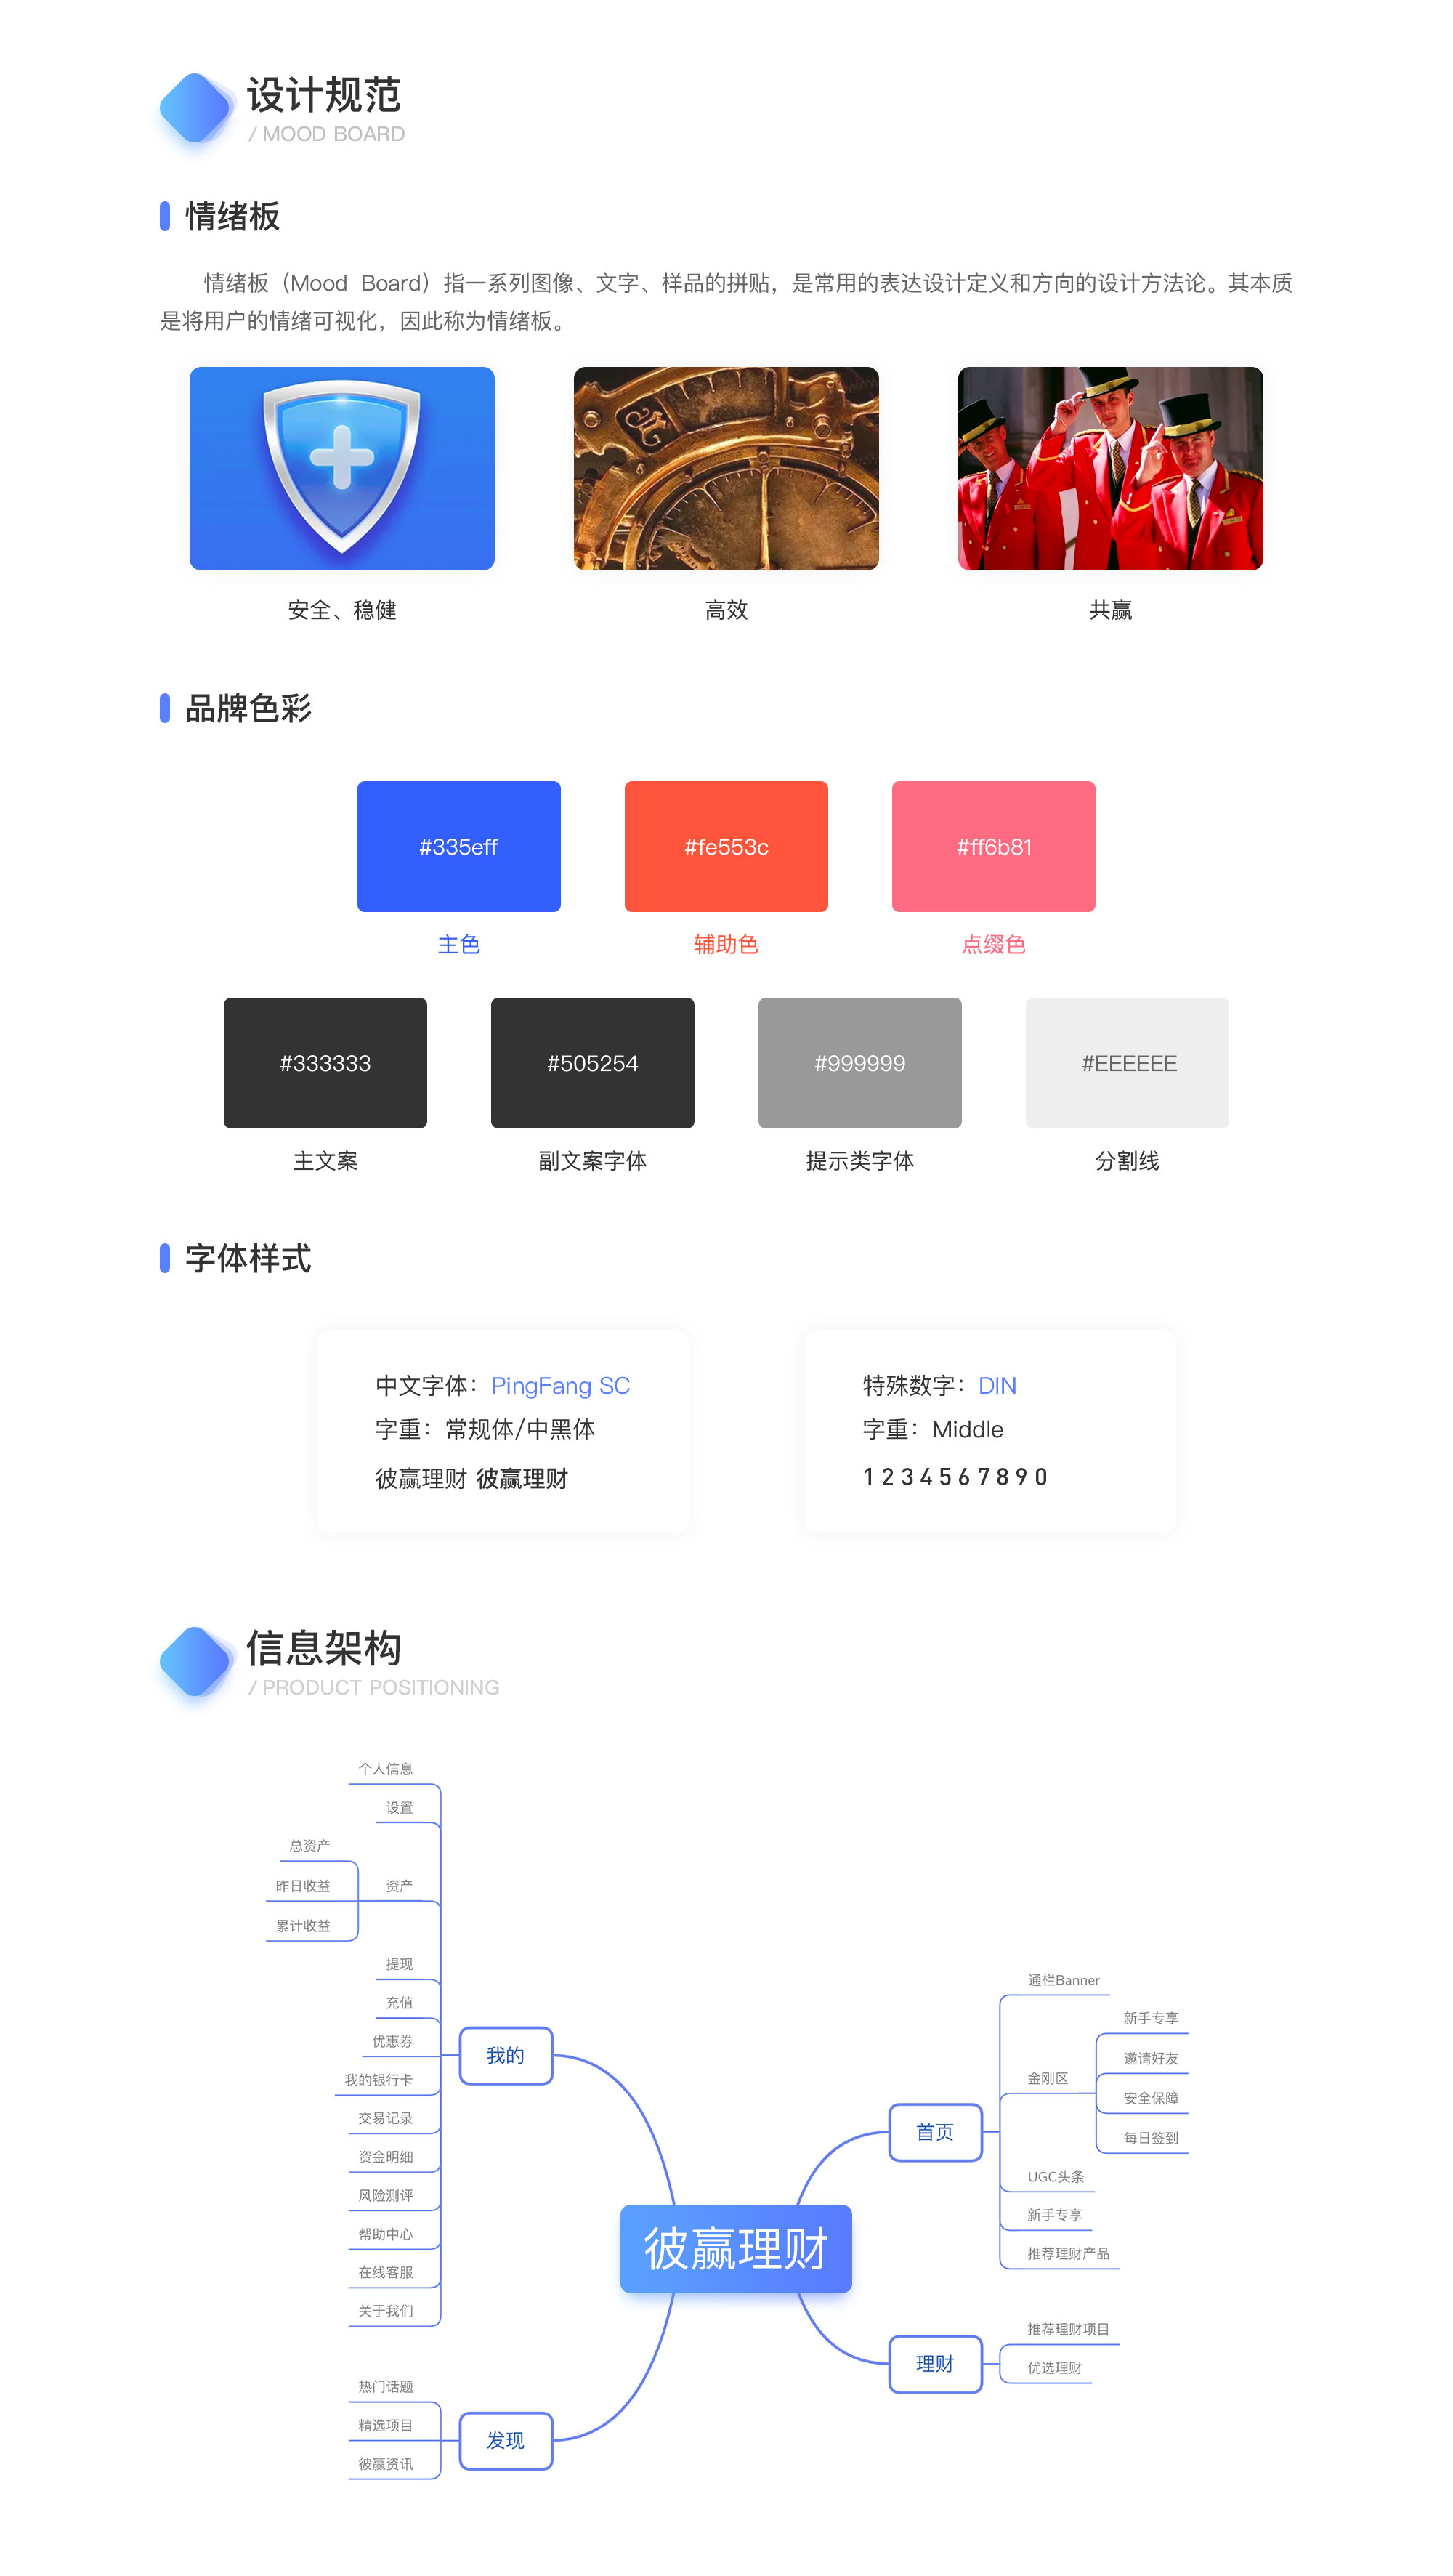 设计规范
/ MOOD BOARD
情绪板
情绪板（Mood Board）指一系列图像、文字、样品的拼贴，是常用的表达设计定义和方向的设计方法论。其本质
是将用户的情绪可视化，因此称为情绪板。
安全、稳健
高效
共赢
品牌色彩
#335eff
#fe553c
#ff6b81
主色
辅助色
点缀色
#333333
#505254
#999999
#EEEEEE
主文案
副文案字体
提示类字体
分割线
字体样式
中文字体：PingFang SC
字重：常规体/中黑体
彼赢理财 彼赢理财
特殊数字：DIN
字重：Middle
1 2 3 4 5 6 7 8 9 0
信息架构
/ PRODUCT POSITIONING
个人信息
设置
总资产
昨日收益
资产
累计收益
提现
充值
优惠券
我的银行卡
交易记录
资金明细
风险测评
帮助中心
在线客服
关于我们
我的
热门话题
精选项目
彼赢资讯
发现
彼赢理财
首页
通栏Banner
金刚区
新手专享
邀请好友
安全保障
每日签到
UGC头条
新手专享
推荐理财产品
理财
推荐理财项目
优选理财